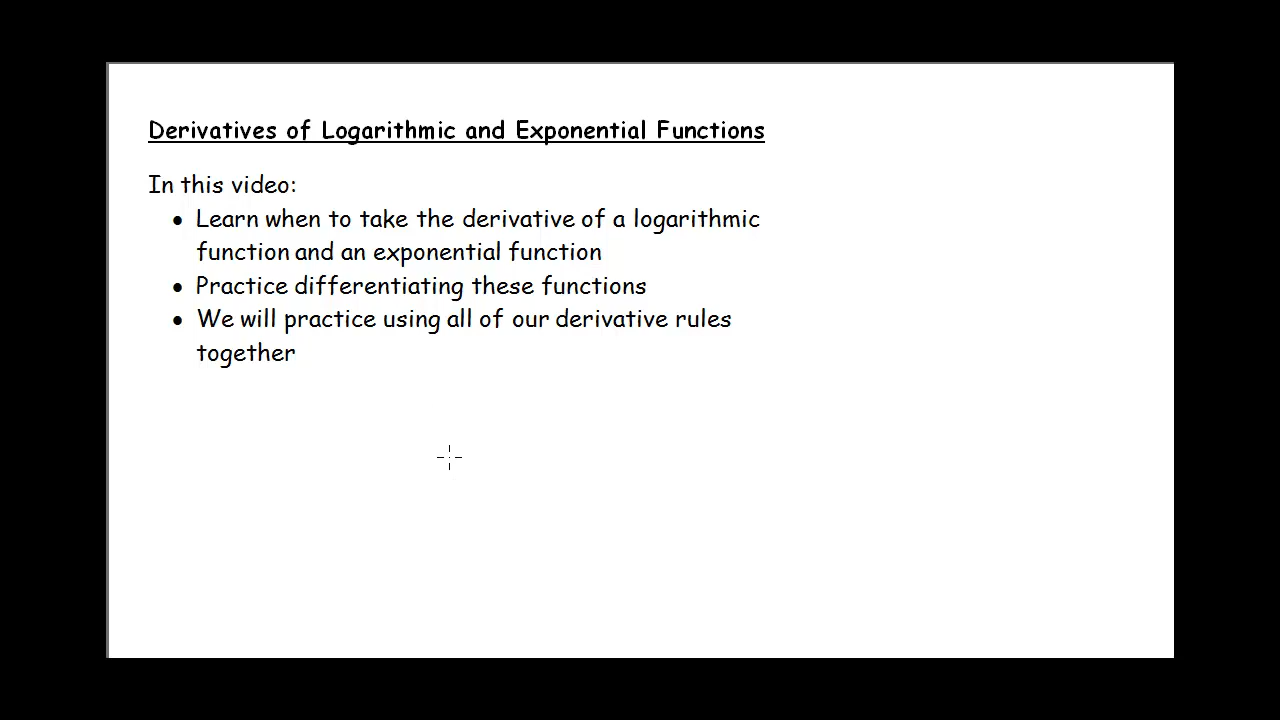 Derivatives of Logarithmic and Exponential Functions
In this video:
• Learn when to take the derivative of a logarithmic
function and an exponential function
• Practice differentiating these functions
• We will practice using all of our derivative rules
together